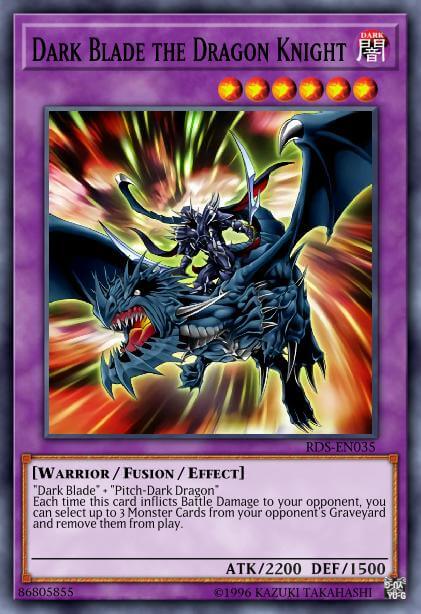 Dark Blade the Dragon Knight
DARK
闇
RDS-EN035
[Warrior / Fusion / Effect]
"Dark Blade" + "Pitch-Dark Dragon"
Each time this card inflicts Battle Damage to your opponent, you
can select up to 3 Monster Cards from your opponent's Graveyard
and remove them from play.
ATK/2200 DEF/1500
86805855
©1996 KAZUKI TAKAHASHI